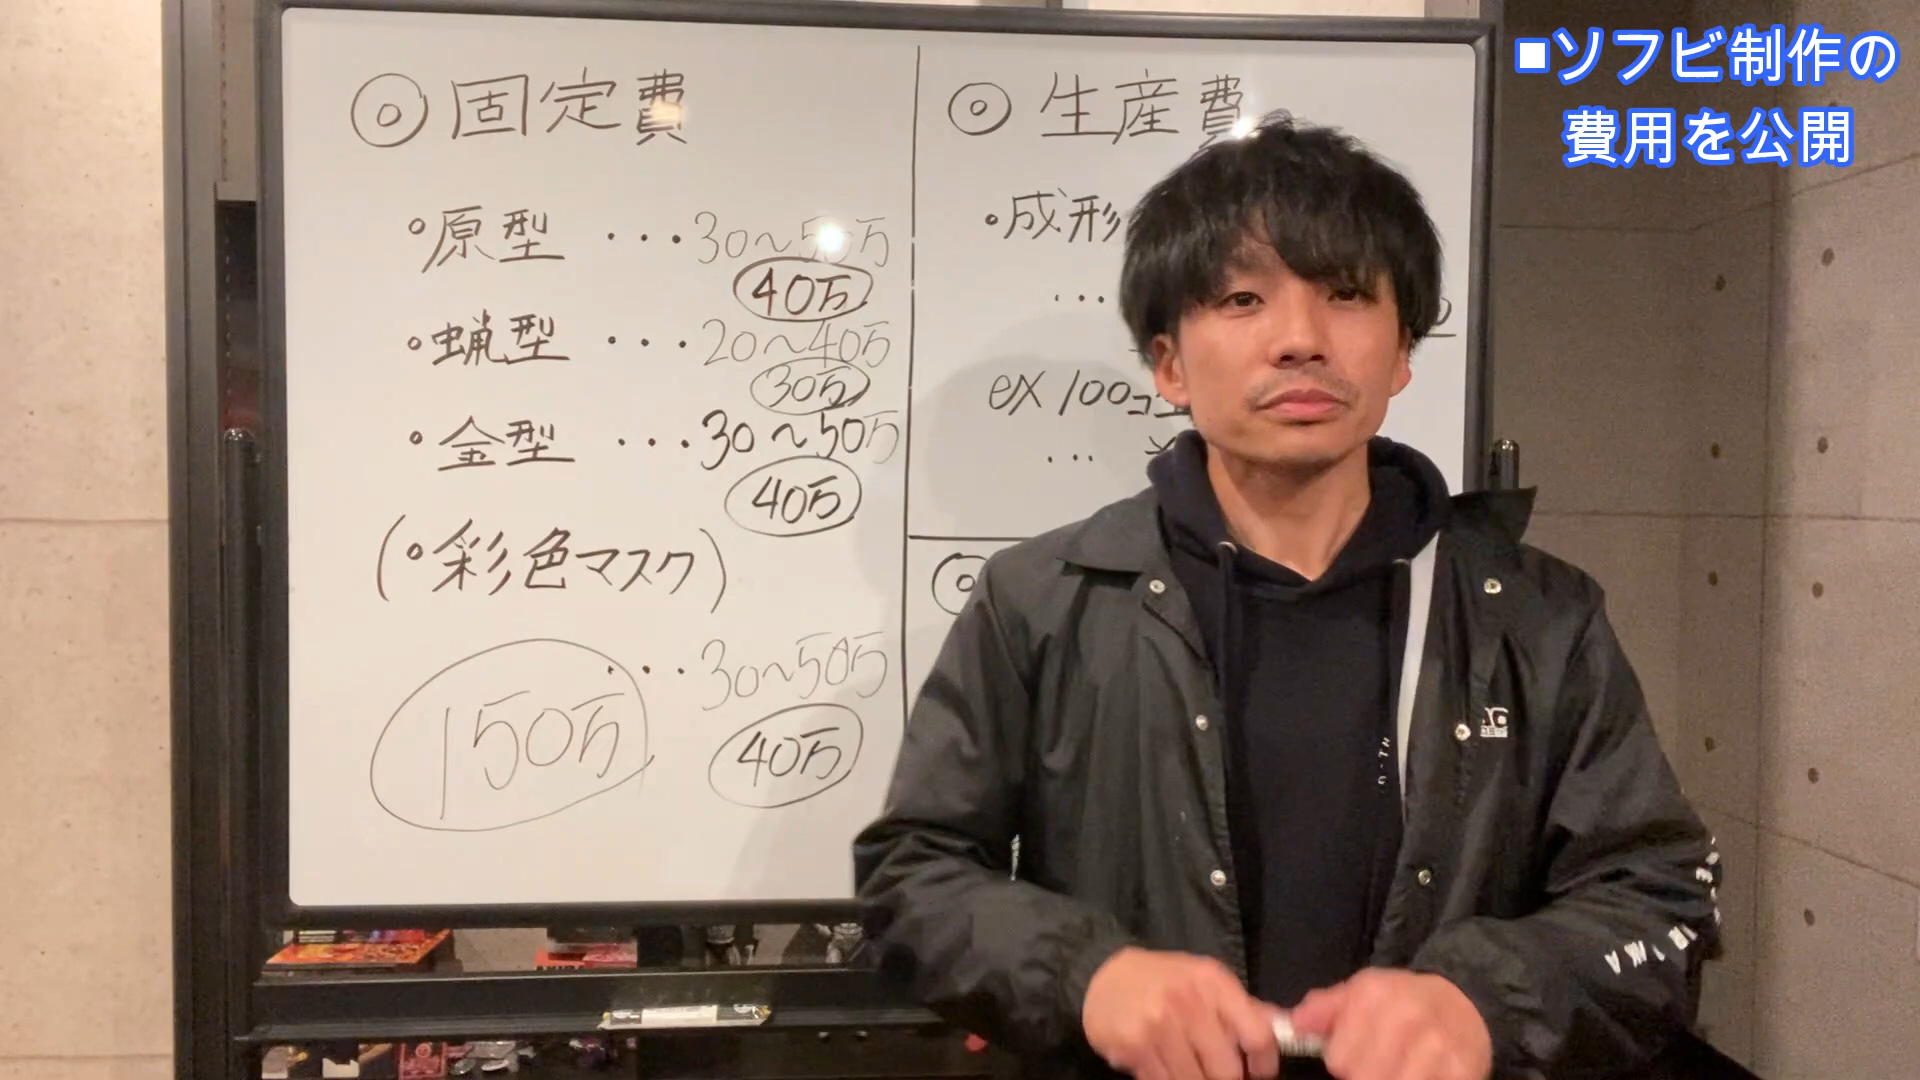 ■ソフビ制作の
費用を公開
◎固定費
・原型 ・・・30～50万
40万
・蝋型 ・・・20～40万
30万
・金型 ・・・30～50万
40万
(・彩色マスク)
・・・30～50万
150万
40万
◎生産費
・成形
・・・
ex 100コ
・・・ ¥
◎